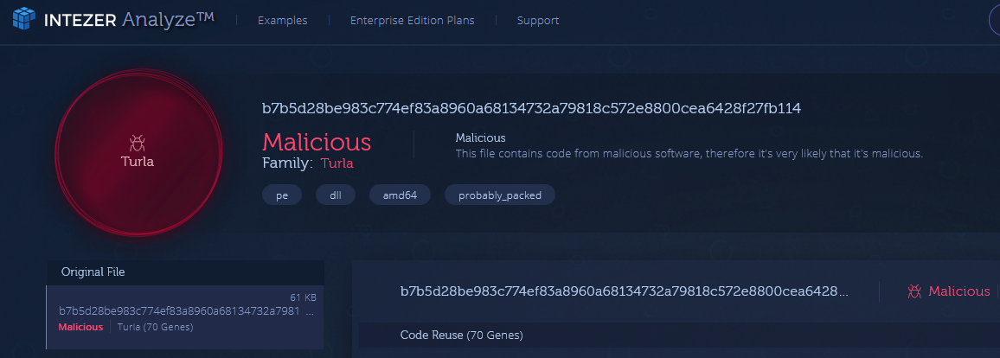 INTEZER Analyze™ Examples Enterprise Edition Plans Support
b7b5d28be983c774ef83a8960a68134732a79818c572e8800cea6428f27fb114
Malicious
Family: Turla
Malicious
This file contains code from malicious software, therefore it's very likely that it's malicious.
pe dll amd64 probably_packed
Turla
Original File
61 KB
b7b5d28be983c774ef83a8960a68134732a7981 ...
Malicious Turla (70 Genes)
b7b5d28be983c774ef83a8960a68134732a79818c572e8800cea6428... Malicious
Code Reuse (70 Genes)